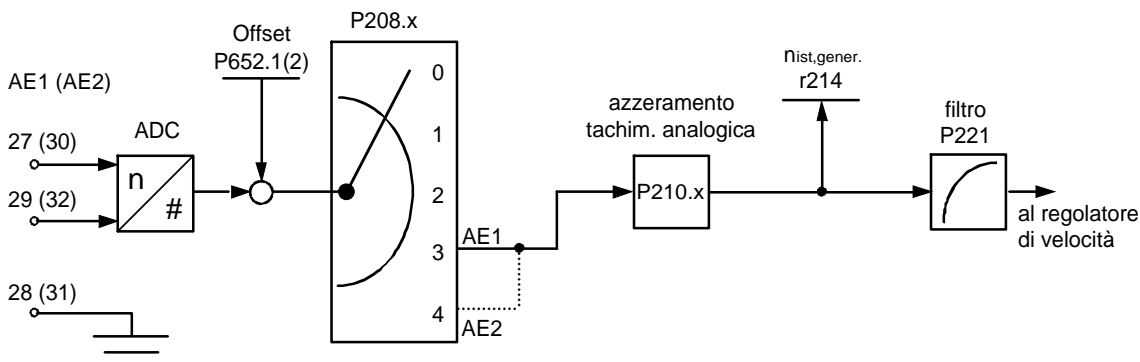 P208.x
Offset
P652.1(2)
AE1 (AE2)
27 (30)
ADC
n
#
29 (32)
28 (31)
0
1
2
3
4
AE1
AE2
azzeramento
tachim. analogica
P210.x
nist,gener.
r214
filtro
P221
al regolatore
di velocità